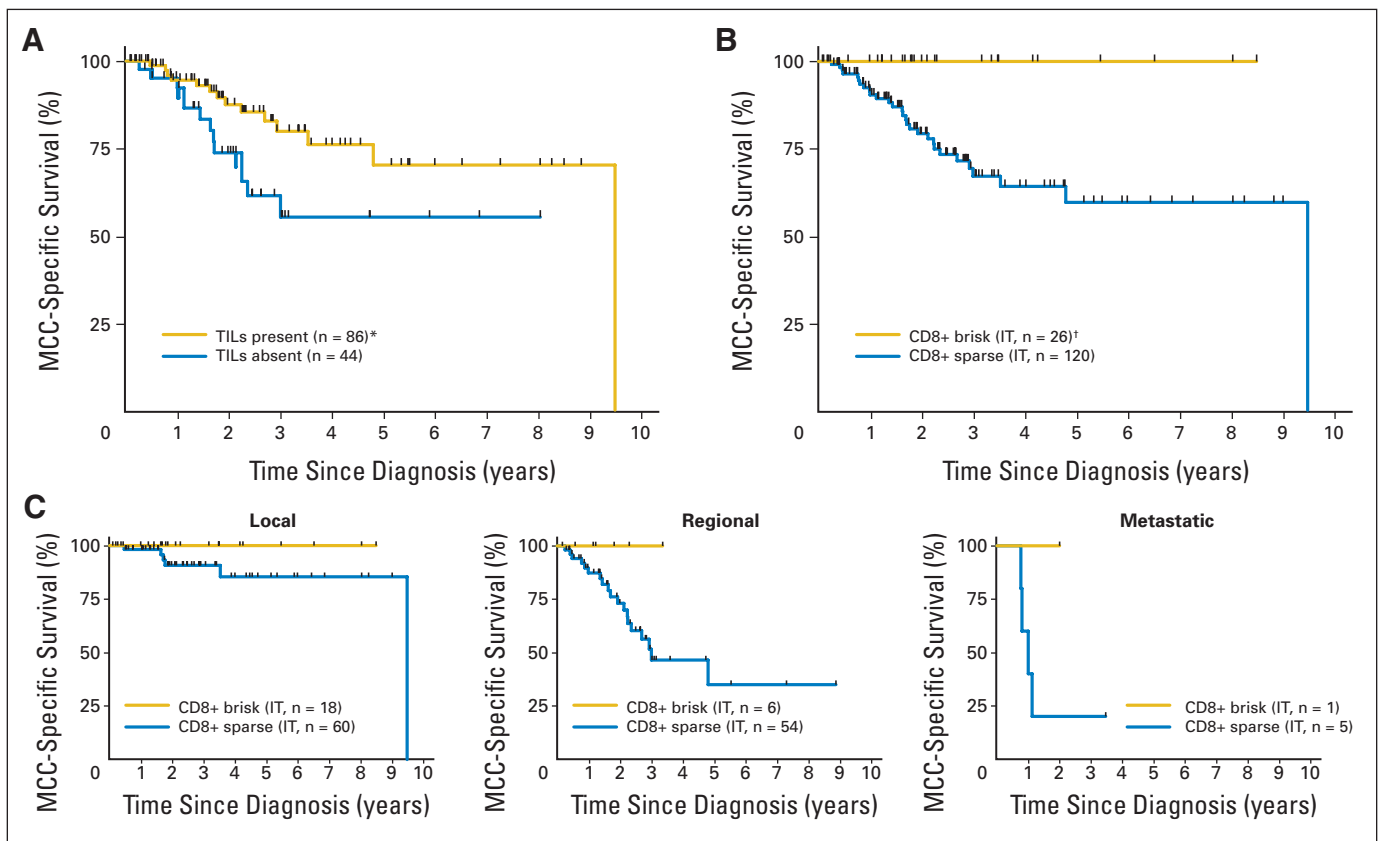 A
MCC-Specific Survival (%)
100
75
50
25
0
TILs present (n = 86)*
TILs absent (n = 44)
1 2 3 4 5 6 7 8 9 10
Time Since Diagnosis (years)
B
MCC-Specific Survival (%)
100
75
50
25
0
CD8+ brisk (IT, n = 26)†
CD8+ sparse (IT, n = 120)
1 2 3 4 5 6 7 8 9 10
Time Since Diagnosis (years)
C
Local
MCC-Specific Survival (%)
100
75
50
25
0
CD8+ brisk (IT, n = 18)
CD8+ sparse (IT, n = 60)
1 2 3 4 5 6 7 8 9 10
Time Since Diagnosis (years)
Regional
MCC-Specific Survival (%)
100
75
50
25
0
CD8+ brisk (IT, n = 6)
CD8+ sparse (IT, n = 54)
1 2 3 4 5 6 7 8 9 10
Time Since Diagnosis (years)
Metastatic
MCC-Specific Survival (%)
100
75
50
25
0
CD8+ brisk (IT, n = 1)
CD8+ sparse (IT, n = 5)
1 2 3 4 5 6 7 8 9 10
Time Since Diagnosis (years)